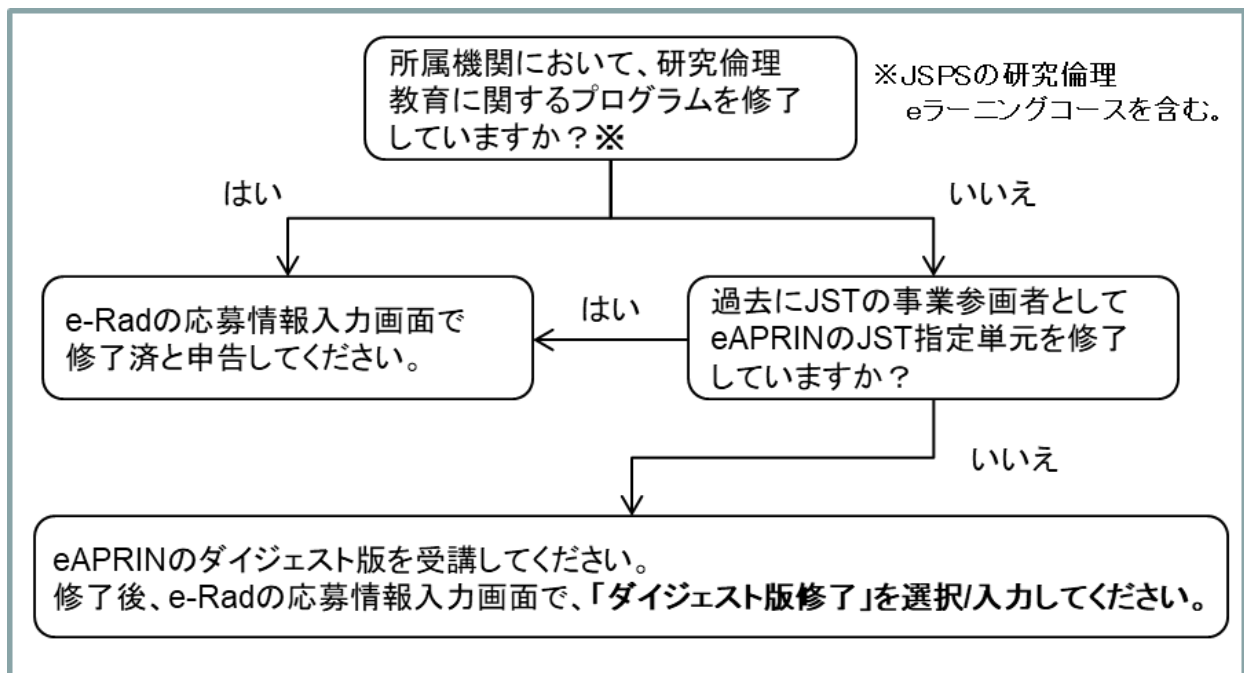 所属機関において、研究倫理
教育に関するプログラムを修了
していますか？※
※JSPSの研究倫理
eラーニングコースを含む。
はい
いいえ
e-Radの応募情報入力画面で
修了済と申告してください。
はい
過去にJSTの事業参画者として
eAPRINのJST指定単元を修了
していますか？
いいえ
eAPRINのダイジェスト版を受講してください。
修了後、e-Radの応募情報入力画面で、「ダイジェスト版修了」を選択/入力してください。